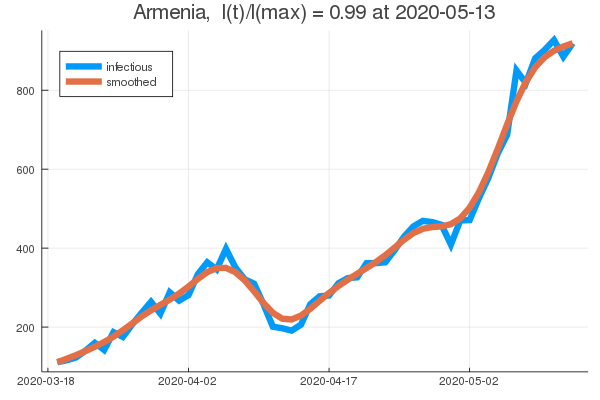 Armenia,  I(t)/I(max) = 0.99 at 2020-05-13
infectious
smoothed
800
600
400
200
2020-03-18 2020-04-02 2020-04-17 2020-05-02